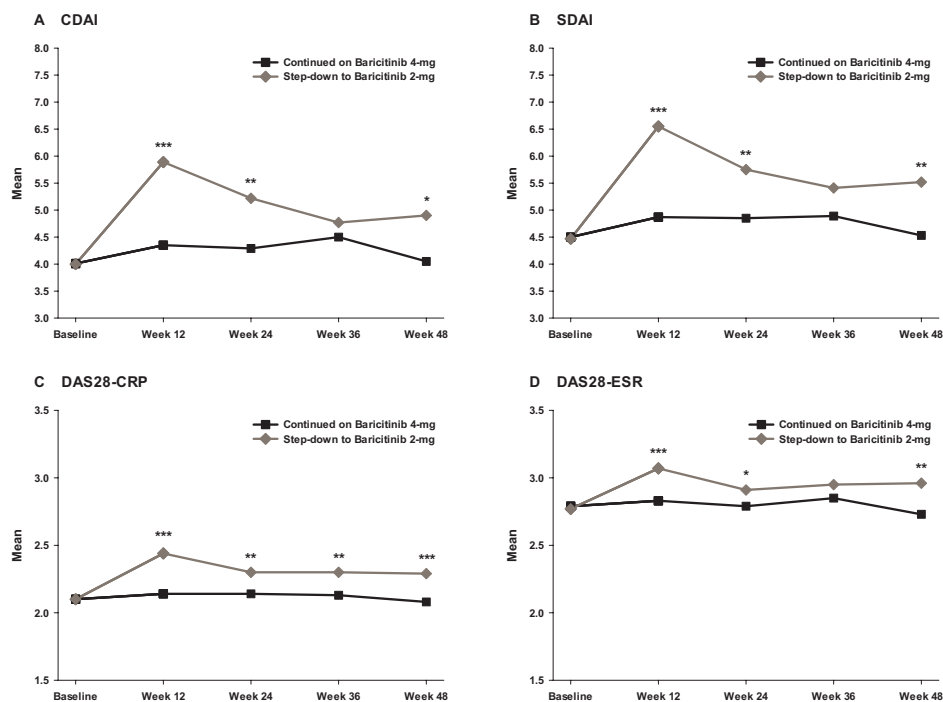 A CDAI
8.0
7.5
7.0
6.5
6.0
5.5
5.0
4.5
4.0
3.5
3.0
Mean
Continued on Baricitinib 4-mg
Step-down to Baricitinib 2-mg
***
**
*
Baseline Week 12 Week 24 Week 36 Week 48
B SDAI
8.0
7.5
7.0
6.5
6.0
5.5
5.0
4.5
4.0
3.5
3.0
Mean
Continued on Baricitinib 4-mg
Step-down to Baricitinib 2-mg
***
**
**
Baseline Week 12 Week 24 Week 36 Week 48
C DAS28-CRP
3.5
3.0
2.5
2.0
1.5
Mean
Continued on Baricitinib 4-mg
Step-down to Baricitinib 2-mg
*** ** ** ***
Baseline Week 12 Week 24 Week 36 Week 48
D DAS28-ESR
3.5
3.0
2.5
2.0
1.5
Mean
Continued on Baricitinib 4-mg
Step-down to Baricitinib 2-mg
***
*
**
Baseline Week 12 Week 24 Week 36 Week 48